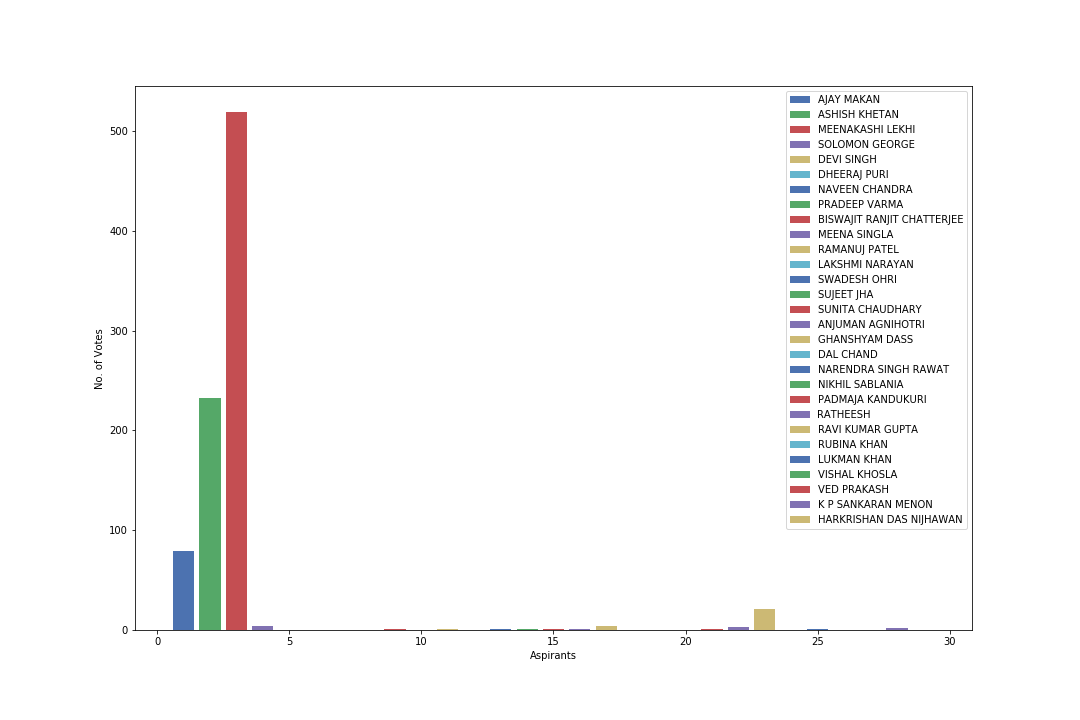 AJAY MAKAN
ASHISH KHETAN
MEENAKASHI LEKHI
SOLOMON GEORGE
DEVI SINGH
DHEERAJ PURI
NAVEEN CHANDRA
PRADEEP VARMA
BISWAJIT RANJIT CHATTERJEE
MEENA SINGLA
RAMANUJ PATEL
LAKSHMI NARAYAN
SWADESH OHRI
SUJEET JHA
SUNITA CHAUDHARY
ANJUMAN AGNIHOTRI
GHANSHYAM DASS
DAL CHAND
NARENDRA SINGH RAWAT
NIKHIL SABLANIA
PADMAJA KANDUKURI
RATHEESH
RAVI KUMAR GUPTA
RUBINA KHAN
LUKMAN KHAN
VISHAL KHOSLA
VED PRAKASH
K P SANKARAN MENON
HARKRISHAN DAS NIJHAWAN
500
400
300
200
100
0
No. of Votes
0 5 10 15 20 25 30
Aspirants